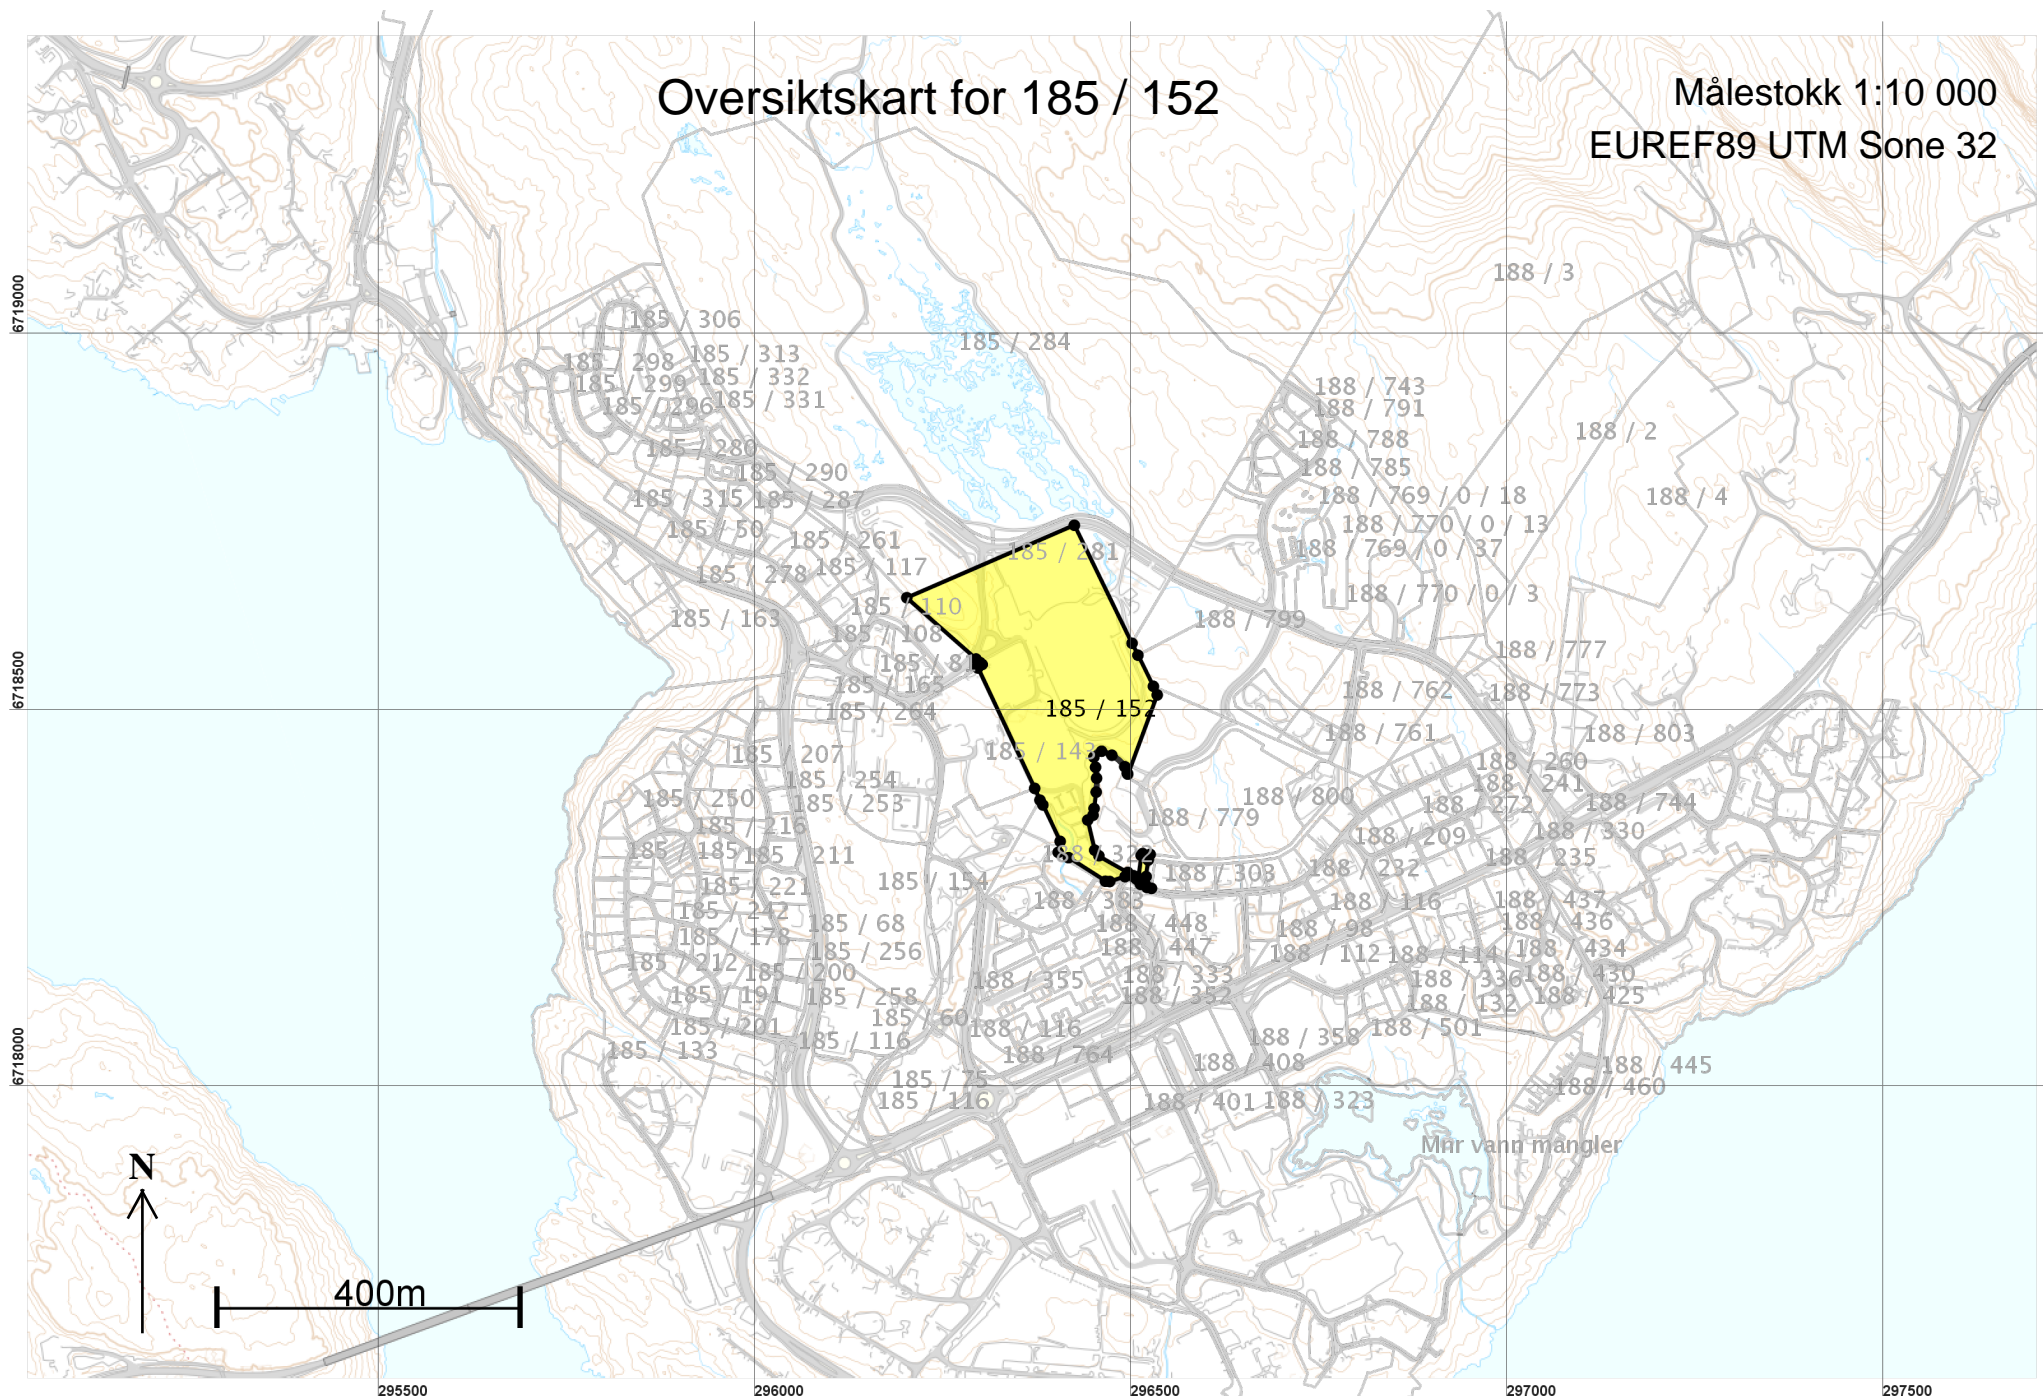 Oversiktskart for 185 / 152
Målestokk 1:10 000
EUREF89 UTM Sone 32
188 / 3
6719000
185 / 306
185 / 284
185 / 313
185 / 298
185 / 332
185 / 299
185 / 331
185 / 296
188 / 743
188 / 791
188 / 2
188 / 788
185 / 280
188 / 785
185 / 290
185 / 315
185 / 287
188 / 769 / 0 / 18
188 / 4
185 / 50
188 / 770 / 0 / 13
185 / 261
185 / 281
188 / 769 / 0 / 37
185 / 117
185 / 278
188 / 770 / 0 / 3
185 / 110
185 / 163
188 / 799
185 / 108
188 / 777
185 / 81
6718500
185 / 165
188 / 762
188 / 773
185 / 264
185 / 152
188 / 761
188 / 803
185 / 207
185 / 143
188 / 260
185 / 254
188 / 241
185 / 250
185 / 253
188 / 800
188 / 272
188 / 744
188 / 779
185 / 216
188 / 209
188 / 330
185 / 185
185 / 211
188 / 322
188 / 235
188 / 232
188 / 303
185 / 221
185 / 154
188 / 383
188 / 116
188 / 437
185 / 242
185 / 68
188 / 448
188 / 98
188 / 436
185 / 178
188 / 447
188 / 434
185 / 256
188 / 112
188 / 114
185 / 212
185 / 200
188 / 333
188 / 430
188 / 355
188 / 336
185 / 191
185 / 258
188 / 352
188 / 132
188 / 425
185 / 60
185 / 201
188 / 116
188 / 501
185 / 116
188 / 358
185 / 133
188 / 764
188 / 408
188 / 445
6718000
185 / 75
188 / 460
185 / 116
188 / 401
188 / 323
Mnr vann mangler
N
400m
295500
296000
296500
297000
297500